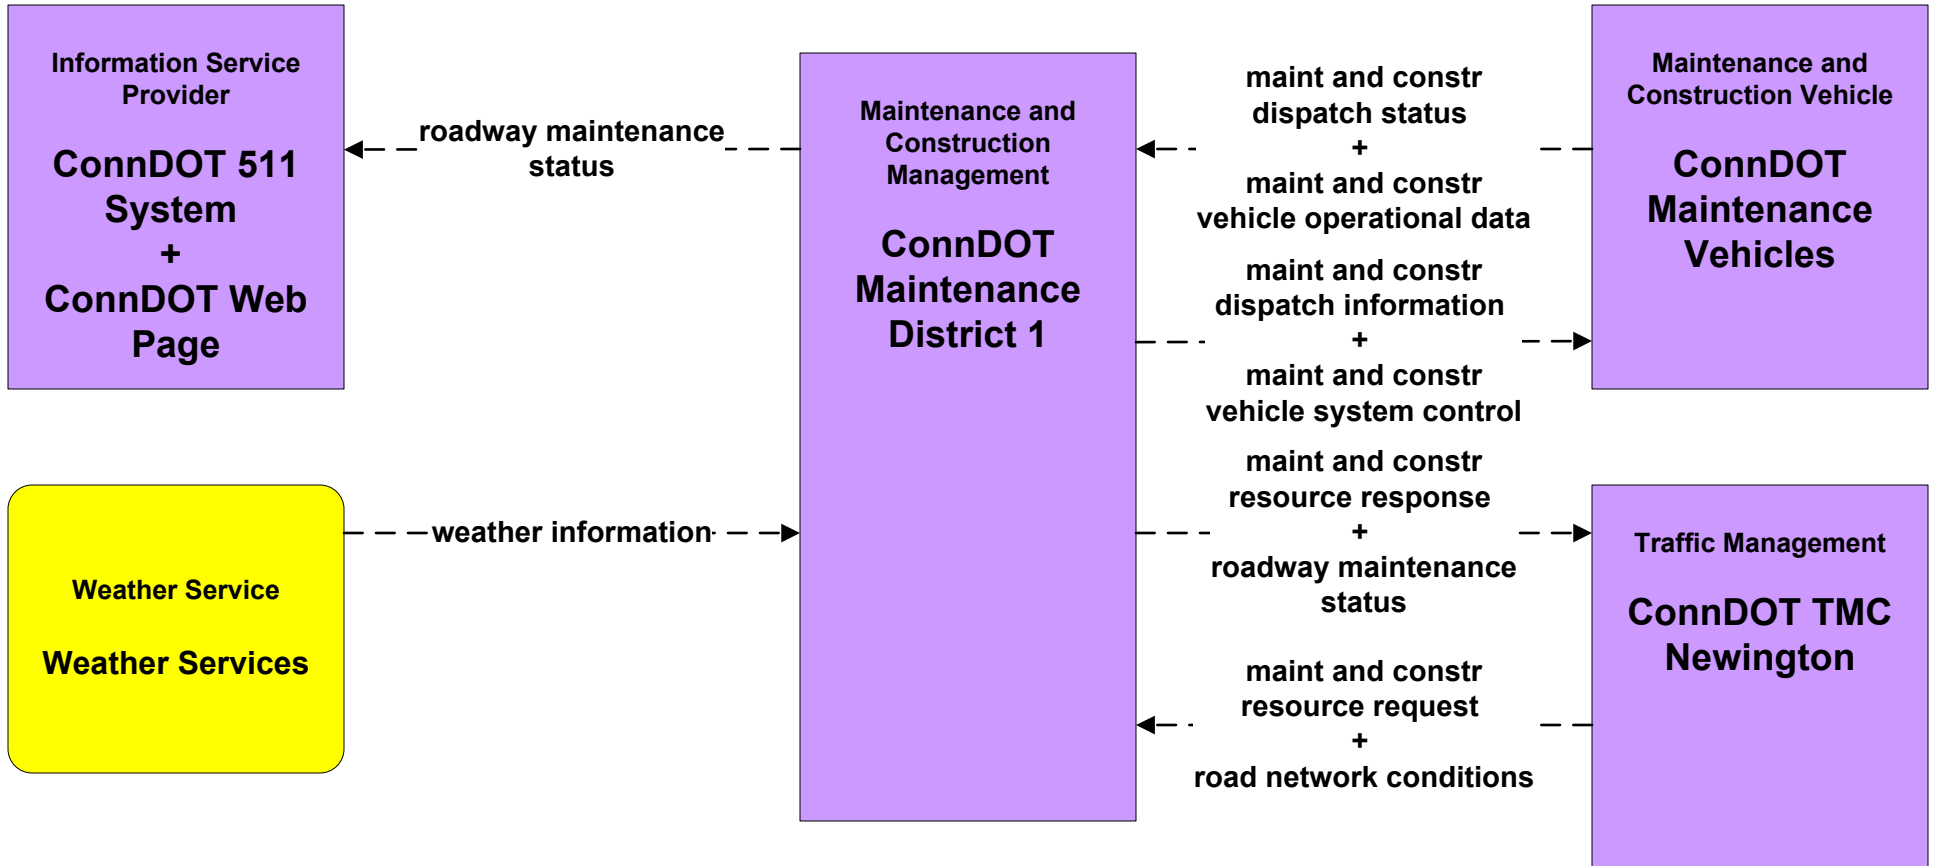 Information Service
Provider
ConnDOT 511
System
+
ConnDOT Web
Page
roadway maintenance
status
Weather Service
Weather Services
weather information
Maintenance and
Construction
Management
ConnDOT
Maintenance
District 1
maint and constr
dispatch status
+
maint and constr
vehicle operational data
maint and constr
dispatch information
+
maint and constr
vehicle system control
maint and constr
resource response
+
roadway maintenance
status
maint and constr
resource request
+
road network conditions
Maintenance and
Construction Vehicle
ConnDOT
Maintenance
Vehicles
Traffic Management
ConnDOT TMC
Newington